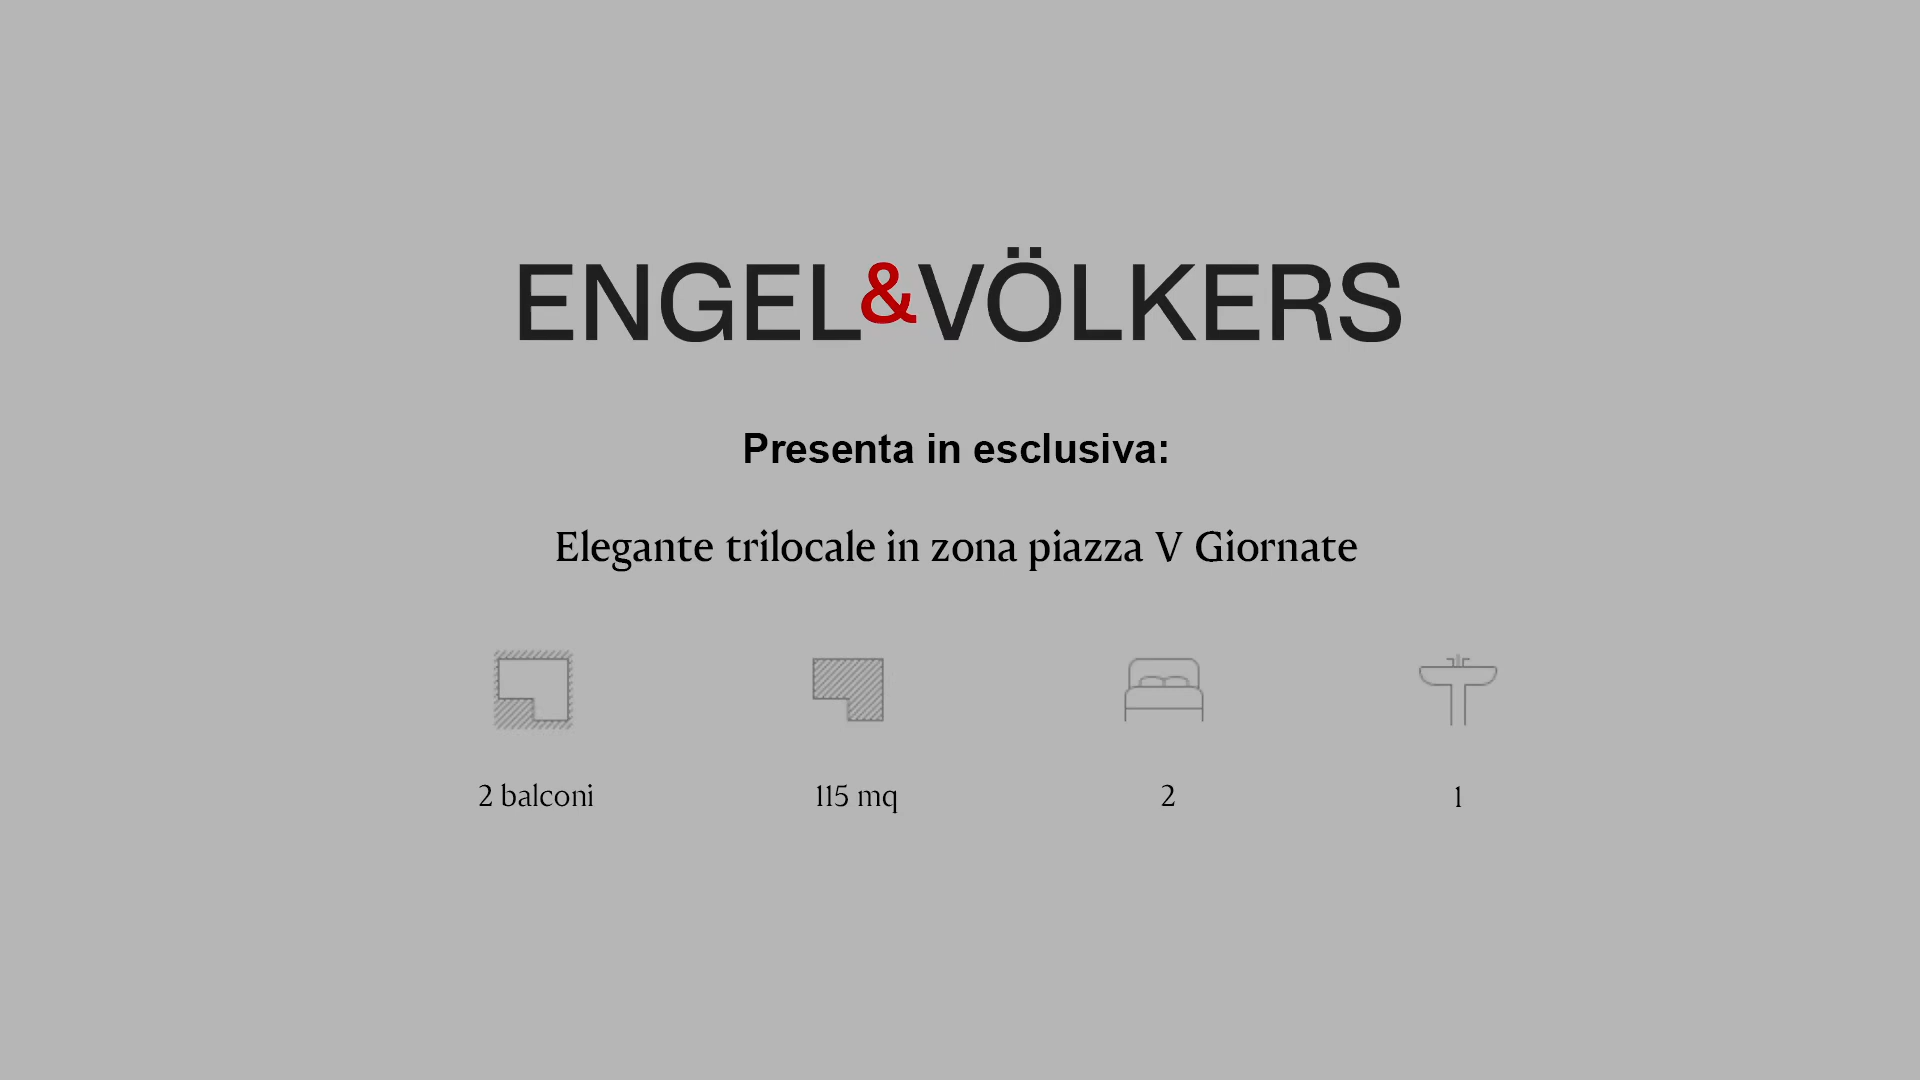 ENGEL&VÖLKERS
Presenta in esclusiva:
Elegante trilocale in zona piazza V Giornate
2 balconi
115 mq
2
1